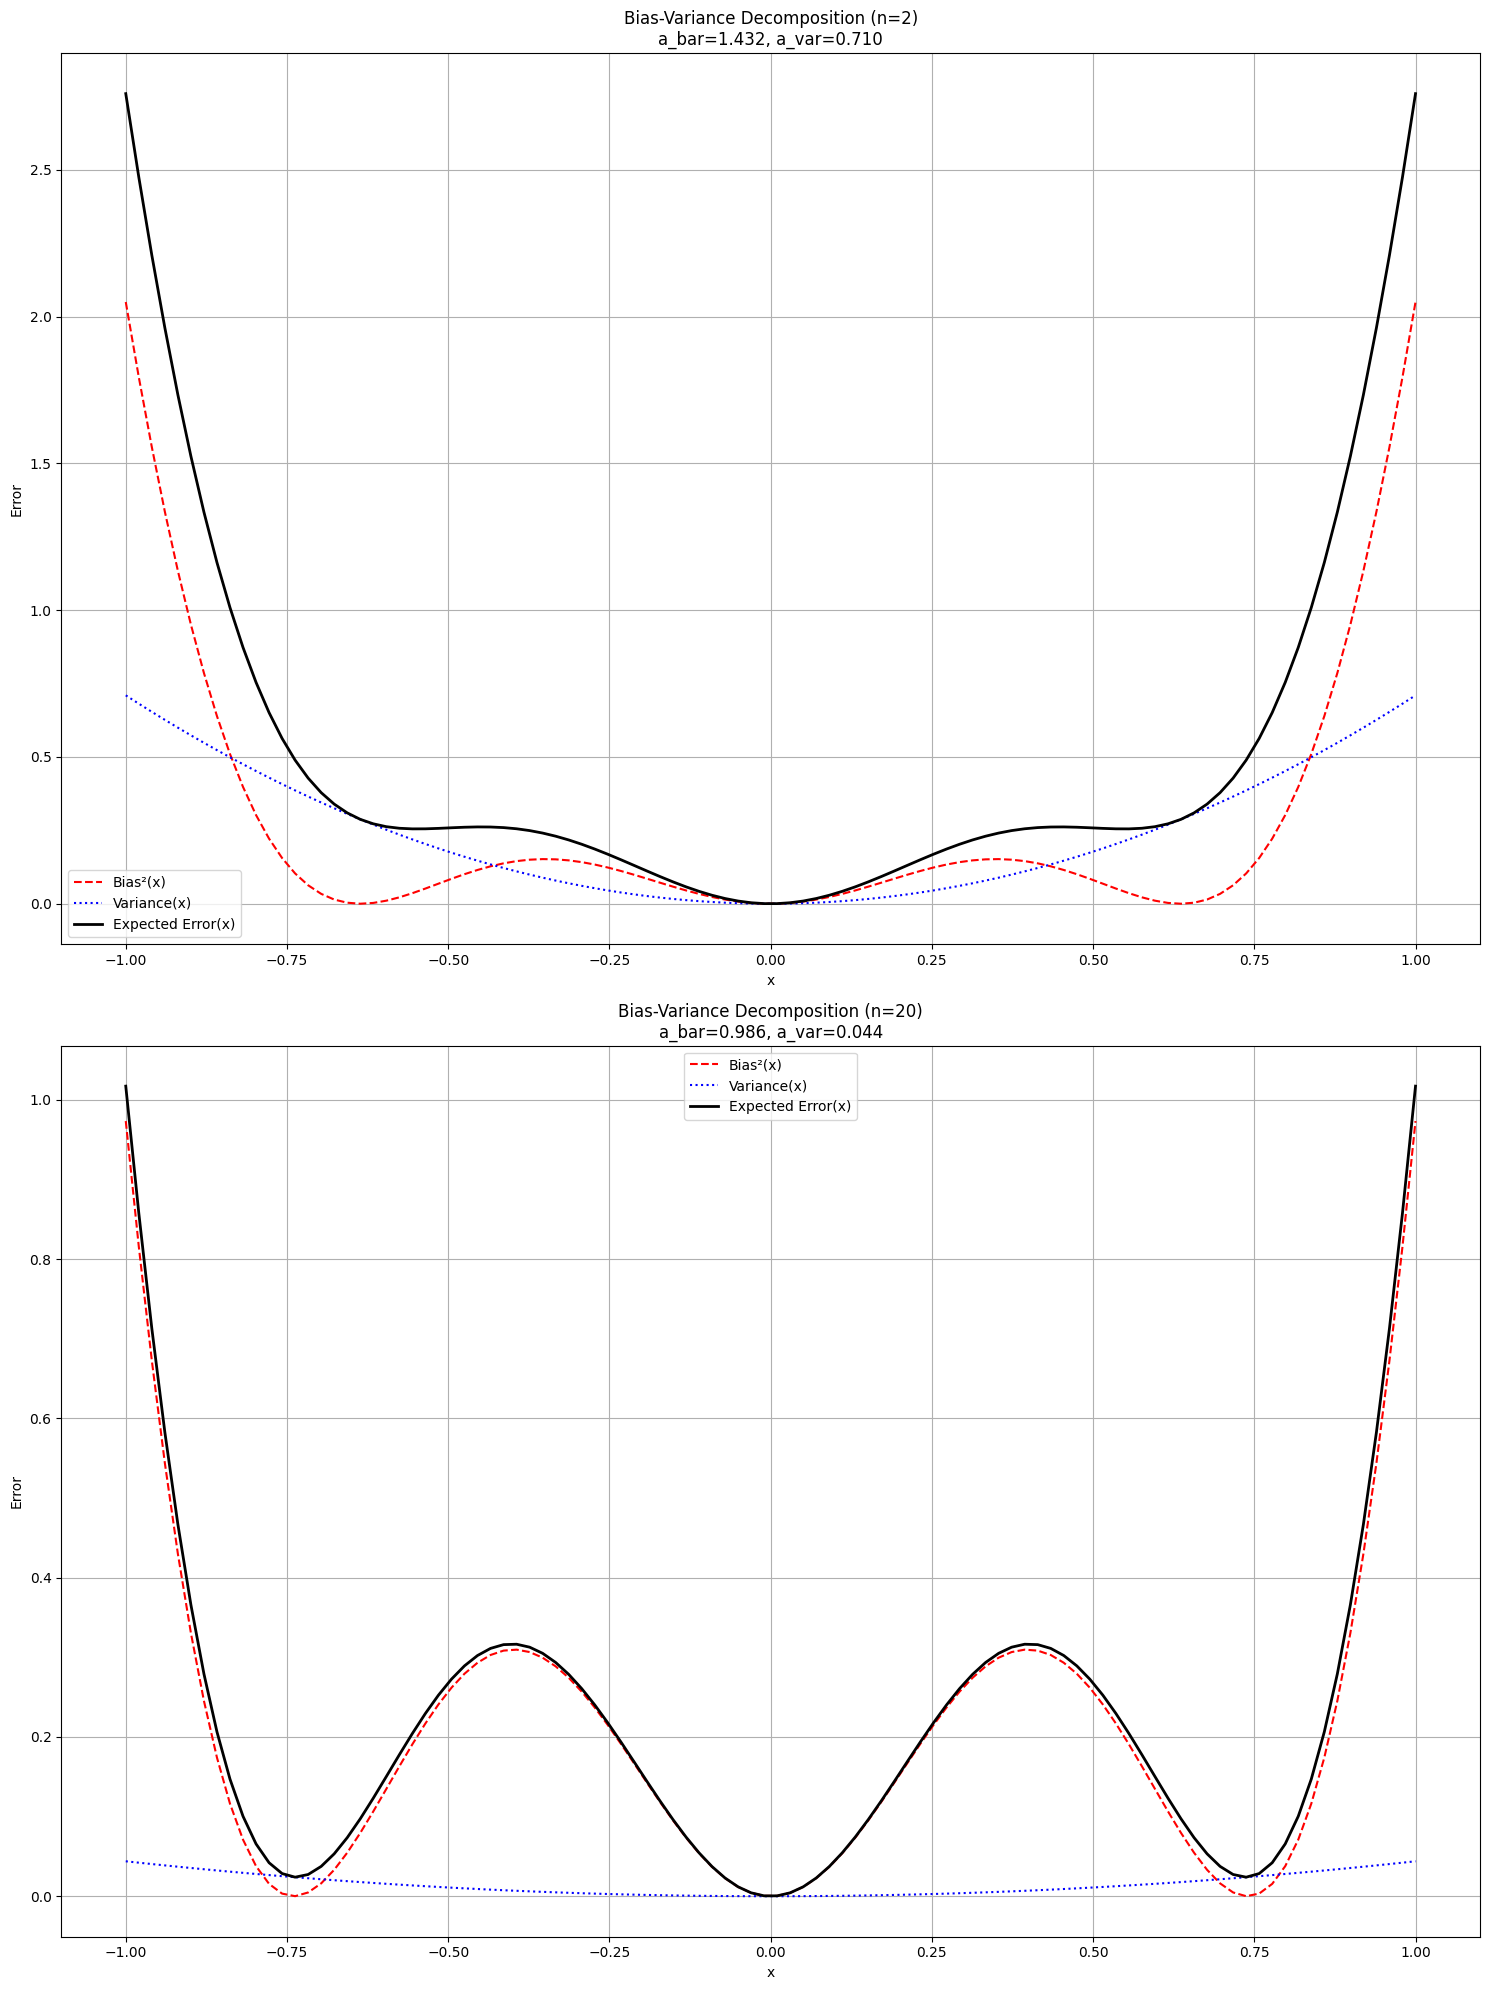 Bias-Variance Decomposition (n=2)
a_bar=1.432, a_var=0.710
2.5
2.0
1.5
1.0
0.5
0.0
Error
Bias²(x)
Variance(x)
Expected Error(x)
−1.00 −0.75 −0.50 −0.25 0.00 0.25 0.50 0.75 1.00
x
Bias-Variance Decomposition (n=20)
a_bar=0.986, a_var=0.044
Bias²(x)
Variance(x)
Expected Error(x)
1.0
0.8
0.6
0.4
0.2
0.0
Error
−1.00 −0.75 −0.50 −0.25 0.00 0.25 0.50 0.75 1.00
x